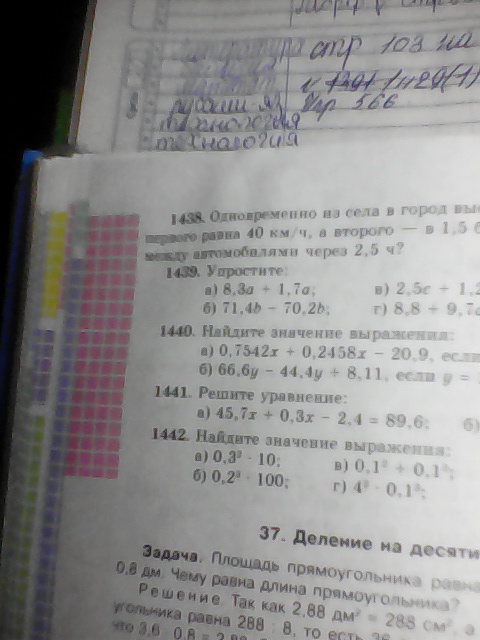 стр 103 на
русский яз Упр 566
технология
технология
1438. Одновременно из села в город
первого равна 40 км/ч, а второго — в 1,5
между автомобилями через 2,5 ч?
1439. Упростите:
а) 8,3a + 1,7a; в) 2,5c + 1,2
б) 71,4b − 70,2b; г) 8,8 + 9,7
1440. Найдите значение выражения:
а) 0,7542x + 0,2458x − 20,9, если
б) 66,6y − 44,4y + 8,11, если y =
1441. Решите уравнение:
а) 45,7x + 0,3x − 2,4 = 89,6; б)
1442. Найдите значение выражения:
а) 0,3² · 10; в) 0,1² + 0,1³;
б) 0,2³ · 100; г) 4² · 0,1³;
37. Деление на десяти
Задача. Площадь прямоугольника равна
0,8 дм. Чему равна длина прямоугольника?
Решение. Так как 2,88 дм² = 288 см², а
угольника равна 288 : 8, то есть 36
что 3,6 · 0,8 =